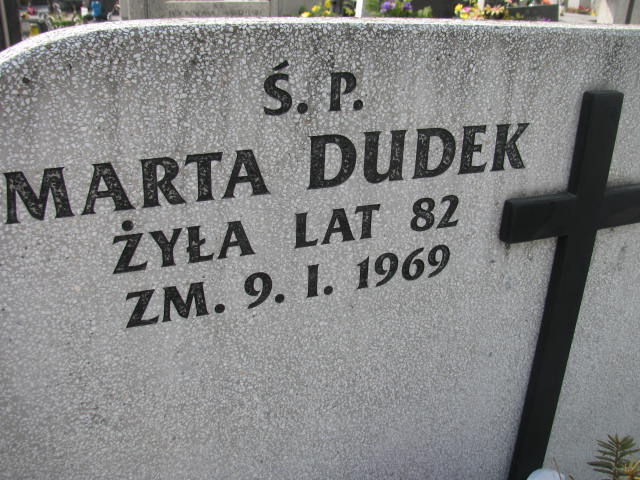 Ś. P.
MARTA DUDEK
ŻYŁA LAT 82
ZM. 9. I. 1969